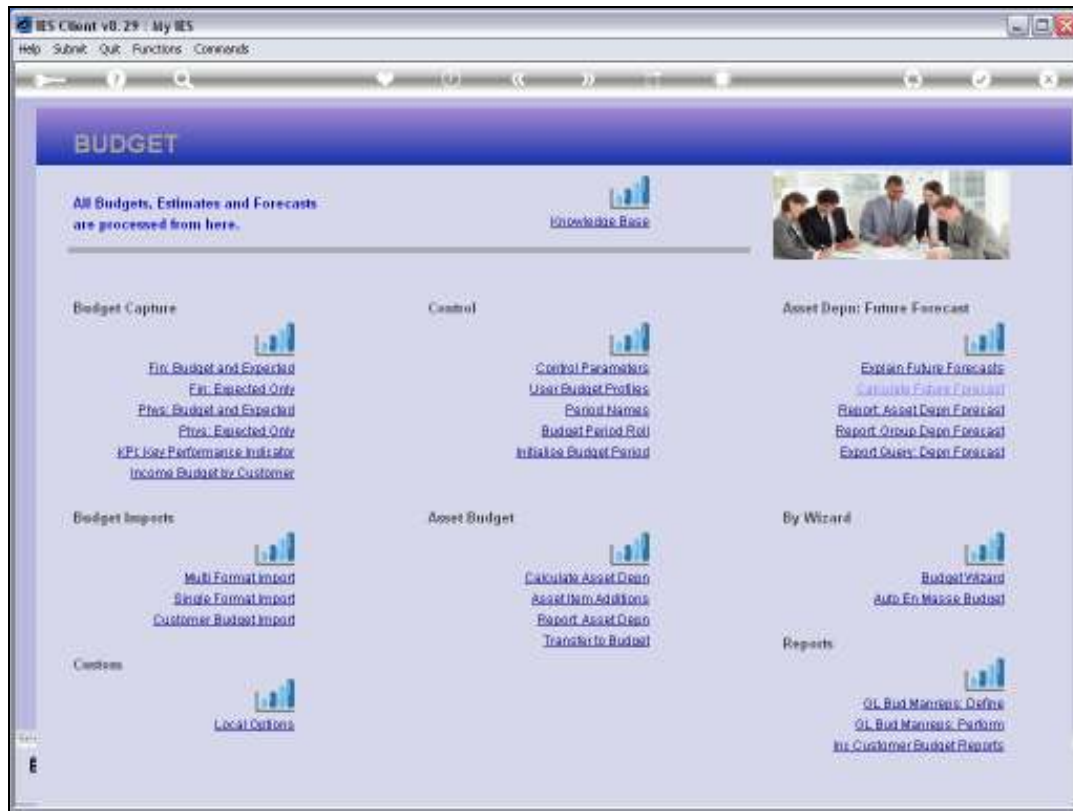 IES Client v8.29 : My IES
Help Submit Quit Functions Commands
BUDGET
All Budgets, Estimates and Forecasts
are processed from here.
Knowledge Base
Budget Capture
Fin: Budget and Expected
Fin: Expected Only
Phys: Budget and Expected
Phys: Expected Only
KPI: Key Performance Indicator
Income Budget by Customer
Control
Control Parameters
User Budget Profiles
Period Names
Budget Period Roll
Initialise Budget Period
Asset Depn: Future Forecast
Explain Future Forecasts
Calculate Future Forecast
Report: Asset Depn Forecast
Report: Group Depn Forecast
Export Query: Depn Forecast
Budget Imports
Multi Format Import
Single Format Import
Customer Budget Import
Asset Budget
Calculate Asset Depn
Asset Item Additions
Report Asset Depn
Transfer to Budget
By Wizard
Budget Wizard
Auto En Masse Budget
Custom
Local Options
Reports
GL Bud Manreps: Define
GL Bud Manreps: Perform
Inc Customer Budget Reports